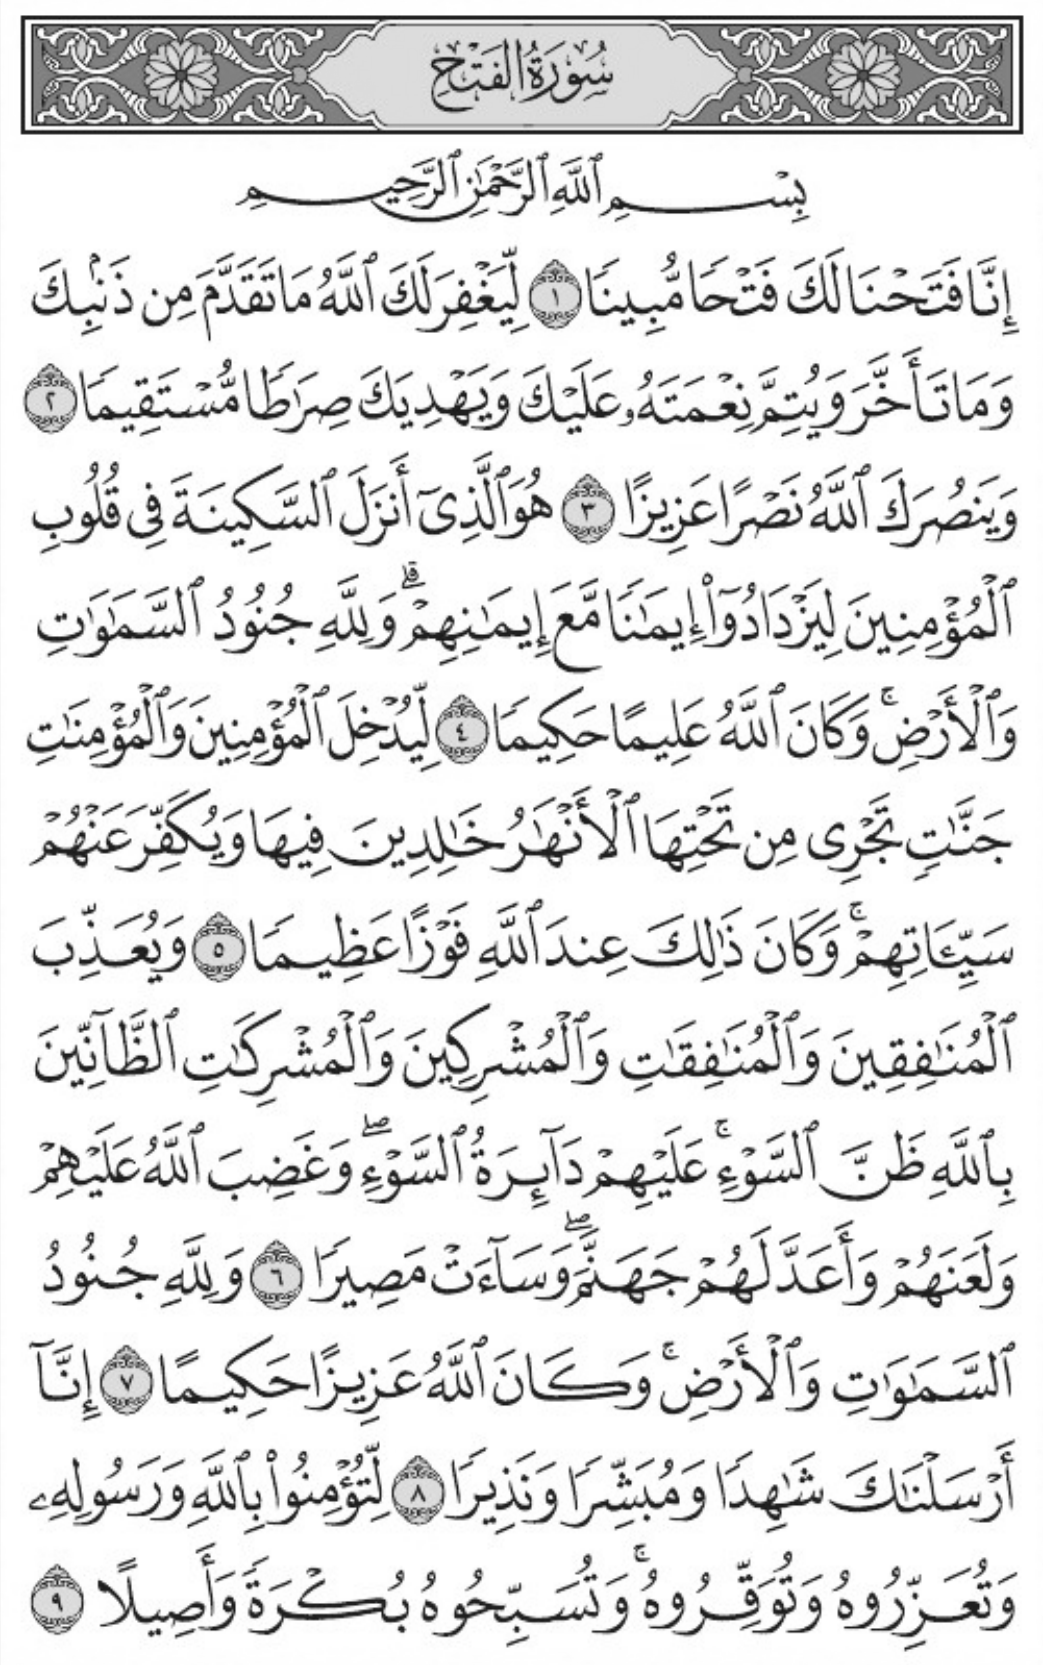 سُورَةُ الفَتْحِ
بِسْمِ ٱللَّهِ ٱلرَّحْمَٰنِ ٱلرَّحِيمِ
إِنَّا فَتَحْنَا لَكَ فَتْحًا مُّبِينًا ١ لِّيَغْفِرَ لَكَ ٱللَّهُ مَا تَقَدَّمَ مِن ذَنۢبِكَ
وَمَا تَأَخَّرَ وَيُتِمَّ نِعْمَتَهُۥ عَلَيْكَ وَيَهْدِيَكَ صِرَٰطًا مُّسْتَقِيمًا ٢
وَيَنصُرَكَ ٱللَّهُ نَصْرًا عَزِيزًا ٣ هُوَ ٱلَّذِىٓ أَنزَلَ ٱلسَّكِينَةَ فِى قُلُوبِ
ٱلْمُؤْمِنِينَ لِيَزْدَادُوٓا۟ إِيمَٰنًا مَّعَ إِيمَٰنِهِمْ ۗ وَلِلَّهِ جُنُودُ ٱلسَّمَٰوَٰتِ
وَٱلْأَرْضِ ۚ وَكَانَ ٱللَّهُ عَلِيمًا حَكِيمًا ٤ لِّيُدْخِلَ ٱلْمُؤْمِنِينَ وَٱلْمُؤْمِنَٰتِ
جَنَّٰتٍ تَجْرِى مِن تَحْتِهَا ٱلْأَنْهَٰرُ خَٰلِدِينَ فِيهَا وَيُكَفِّرَ عَنْهُمْ
سَيِّـَٔاتِهِمْ ۚ وَكَانَ ذَٰلِكَ عِندَ ٱللَّهِ فَوْزًا عَظِيمًا ٥ وَيُعَذِّبَ
ٱلْمُنَٰفِقِينَ وَٱلْمُنَٰفِقَٰتِ وَٱلْمُشْرِكِينَ وَٱلْمُشْرِكَٰتِ ٱلظَّآنِّينَ
بِٱللَّهِ ظَنَّ ٱلسَّوْءِ ۚ عَلَيْهِمْ دَآئِرَةُ ٱلسَّوْءِ ۖ وَغَضِبَ ٱللَّهُ عَلَيْهِمْ
وَلَعَنَهُمْ وَأَعَدَّ لَهُمْ جَهَنَّمَ ۖ وَسَآءَتْ مَصِيرًا ٦ وَلِلَّهِ جُنُودُ
ٱلسَّمَٰوَٰتِ وَٱلْأَرْضِ ۚ وَكَانَ ٱللَّهُ عَزِيزًا حَكِيمًا ٧ إِنَّآ
أَرْسَلْنَٰكَ شَٰهِدًا وَمُبَشِّرًا وَنَذِيرًا ٨ لِّتُؤْمِنُوا۟ بِٱللَّهِ وَرَسُولِهِۦ
وَتُعَزِّرُوهُ وَتُوَقِّرُوهُ ۚ وَتُسَبِّحُوهُ بُكْرَةً وَأَصِيلًا ٩